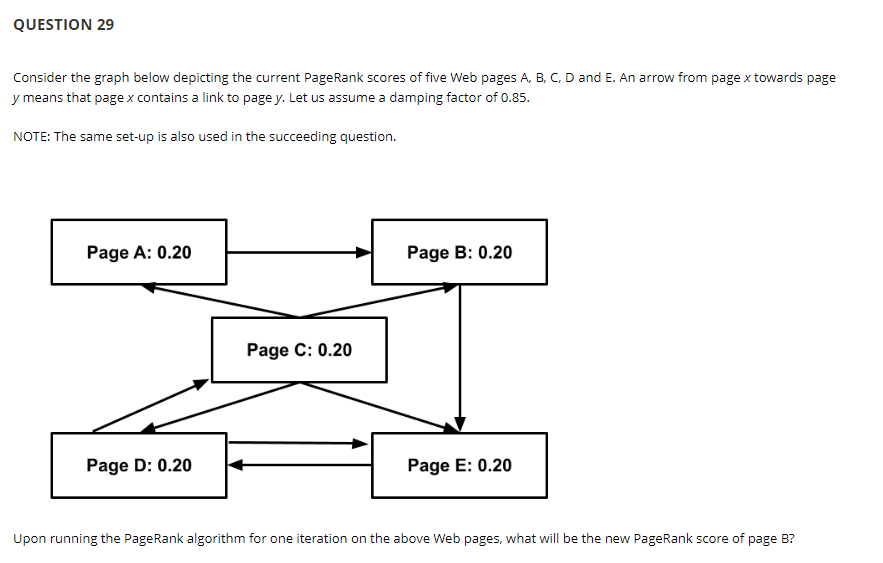 QUESTION 29
Consider the graph below depicting the current PageRank scores of five Web pages A, B, C, D and E. An arrow from page x towards page
y means that page x contains a link to page y. Let us assume a damping factor of 0.85.
NOTE: The same set-up is also used in the succeeding question.
Page A: 0.20
Page B: 0.20
Page C: 0.20
Page D: 0.20
Page E: 0.20
Upon running the PageRank algorithm for one iteration on the above Web pages, what will be the new PageRank score of page B?